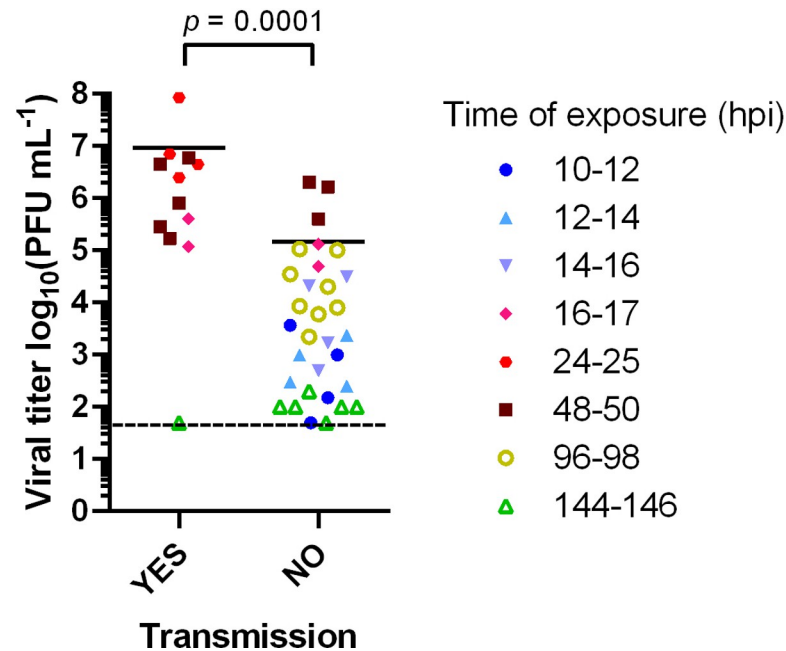 p = 0.0001
Viral titer log₁₀(PFU mL⁻¹)
8
7
6
5
4
3
2
1
0
YES
NO
Transmission
Time of exposure (hpi)
10-12
12-14
14-16
16-17
24-25
48-50
96-98
144-146